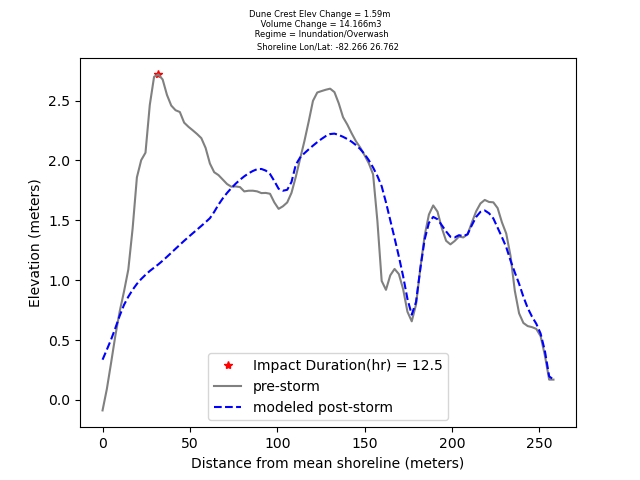 Dune Crest Elev Change = 1.59m
Volume Change = 14.166m3
Regime = Inundation/Overwash
Shoreline Lon/Lat: -82.266 26.762
2.5
2.0
1.5
1.0
0.5
0.0
Elevation (meters)
Impact Duration(hr) = 12.5
pre-storm
modeled post-storm
0 50 100 150 200 250
Distance from mean shoreline (meters)